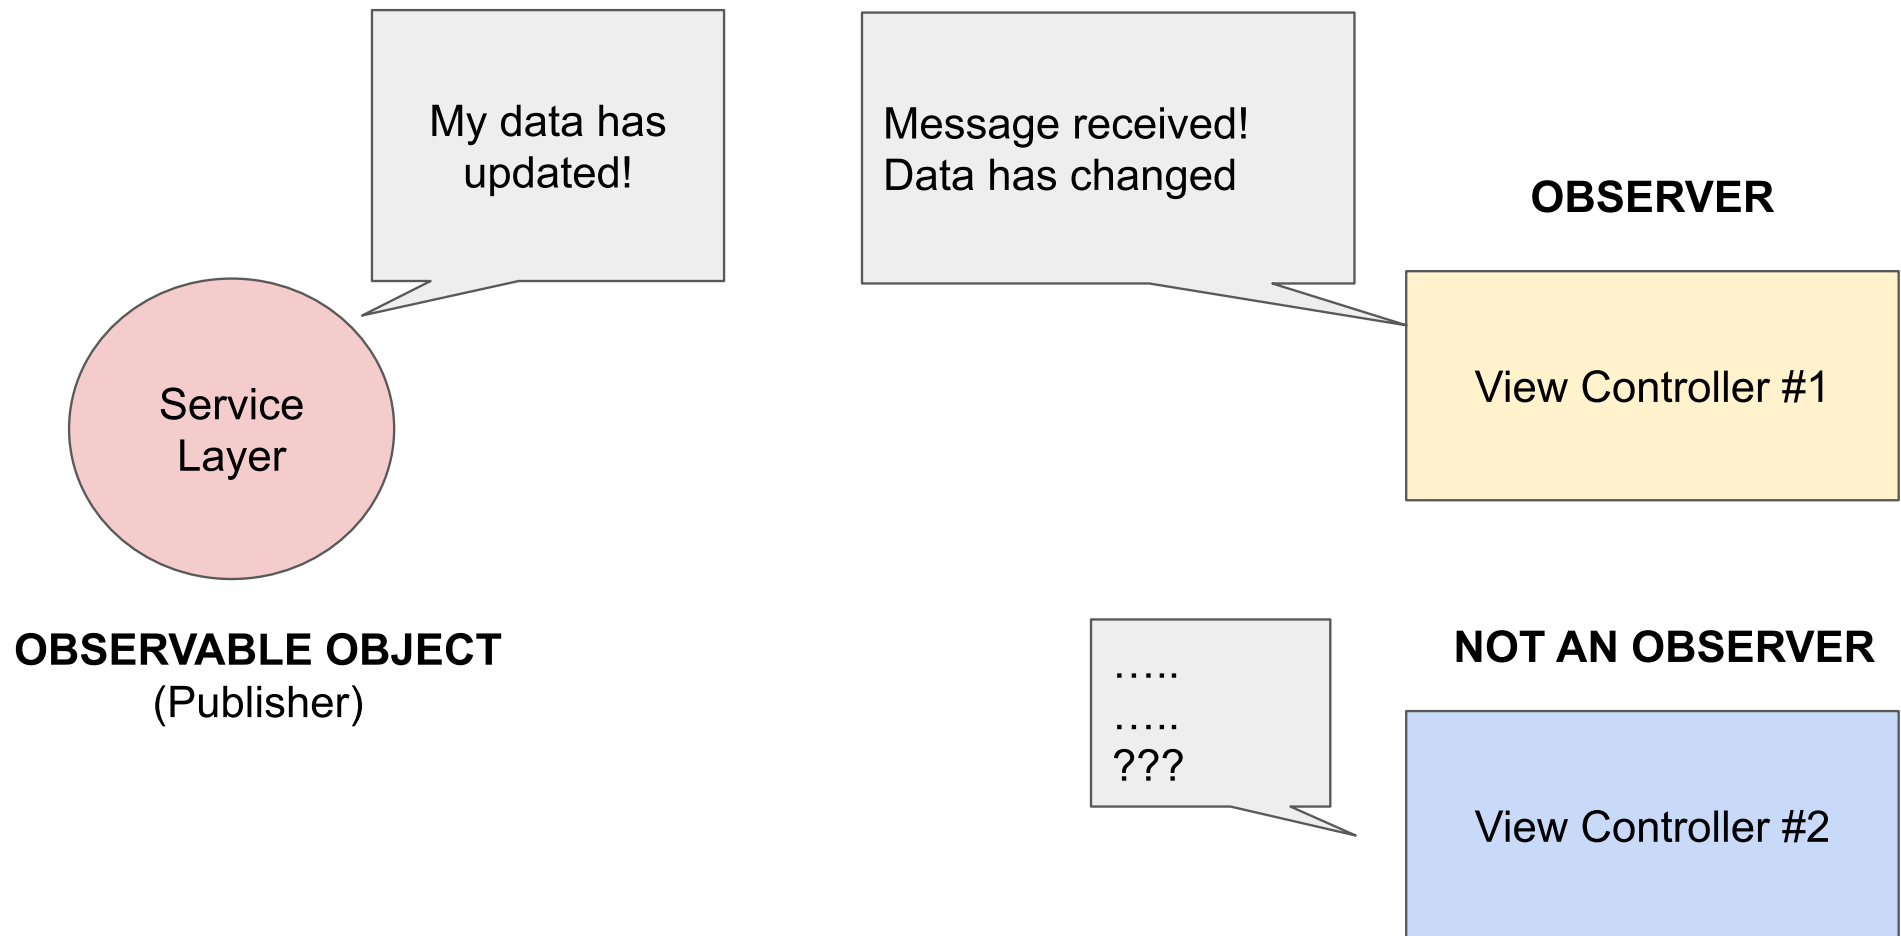 My data has
updated!
Message received!
Data has changed
OBSERVER
Service
Layer
View Controller #1
OBSERVABLE OBJECT
(Publisher)
…..
…..
???
NOT AN OBSERVER
View Controller #2